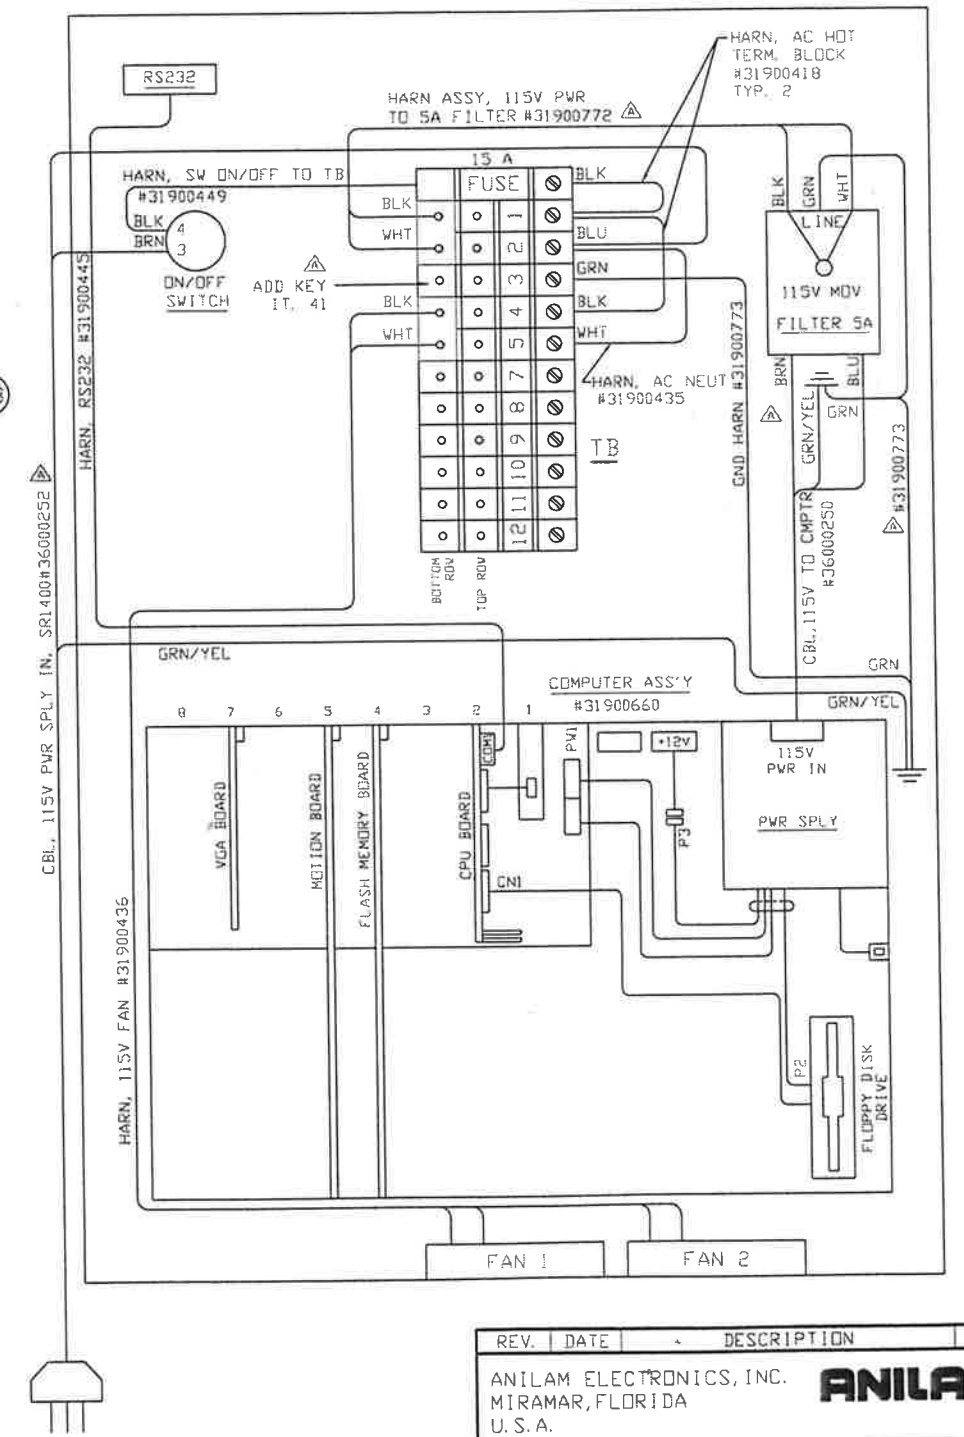 RS232
HARN ASSY, 115V PWR
TO 5A FILTER #31900772 A
HARN, AC HOT
TERM. BLOCK
#31900418
TYP. 2
HARN, SW ON/OFF TO TB
#31900449
BLK
BRN
4
3
ON/OFF
SWITCH
15 A
FUSE
BLK
WHT
A
ADD KEY
IT. 41
BLK
WHT
1
2
3
4
5
7
8
9
10
11
12
BLK
BLU
GRN
BLK
WHT
HARN, AC NEUT
#31900435
TB
BOTTOM
ROW
TOP ROW
BLK
GRN
WHT
LINE
115V MOV
FILTER 5A
BRN
A
GRN/YEL
BLU
GRN
GND HARN #31900773
A #31900773
CBL, 115V TO CMPTR
#36000250
HARN, RS232 #31900445
CBL, 115V PWR SPLY IN, SR1400#36000252 A
GRN/YEL
GRN
GRN/YEL
COMPUTER ASS'Y
#31900660
8
7
6
5
4
3
2
1
VGA BOARD
MOTION BOARD
FLASH MEMORY BOARD
CPU BOARD
CN1
PW1
+12V
P3
115V
PWR IN
PWR SPLY
P2
FLOPPY DISK
DRIVE
HARN, 115V FAN #31900436
FAN 1
FAN 2
REV. DATE DESCRIPTION
ANILAM ELECTRONICS, INC.
MIRAMAR, FLORIDA
U.S.A.
ANILA